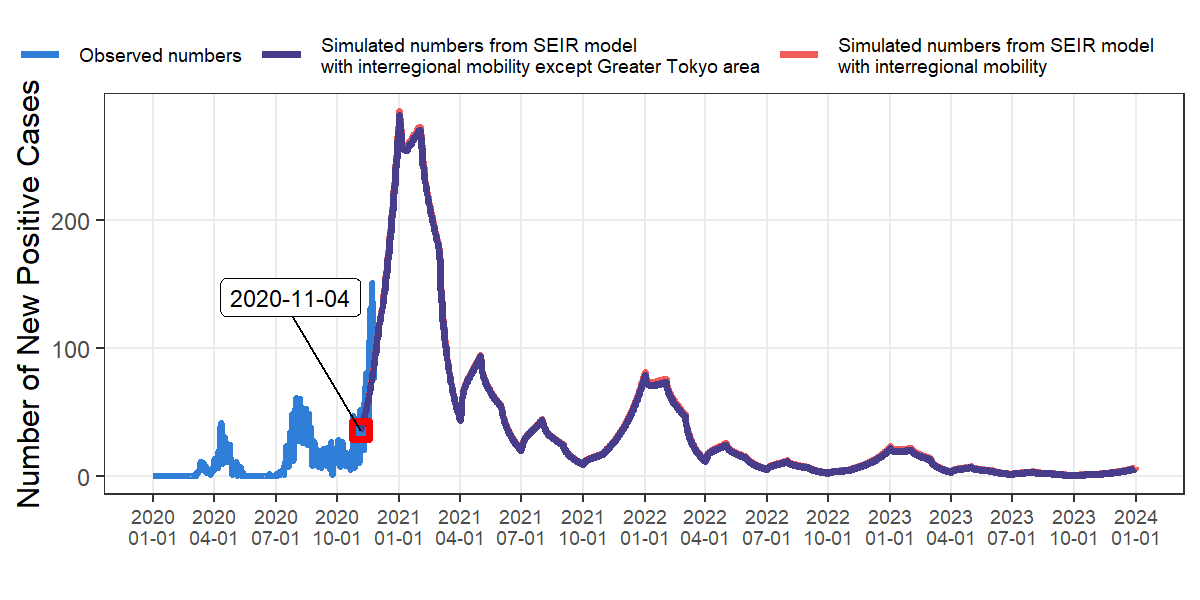 Observed numbers
Simulated numbers from SEIR model
with interregional mobility except Greater Tokyo area
Simulated numbers from SEIR model
with interregional mobility
Number of New Positive Cases
200
100
0
2020-11-04
2020 2020 2020 2020 2021 2021 2021 2021 2022 2022 2022 2022 2023 2023 2023 2023 2024
01-01 04-01 07-01 10-01 01-01 04-01 07-01 10-01 01-01 04-01 07-01 10-01 01-01 04-01 07-01 10-01 01-01